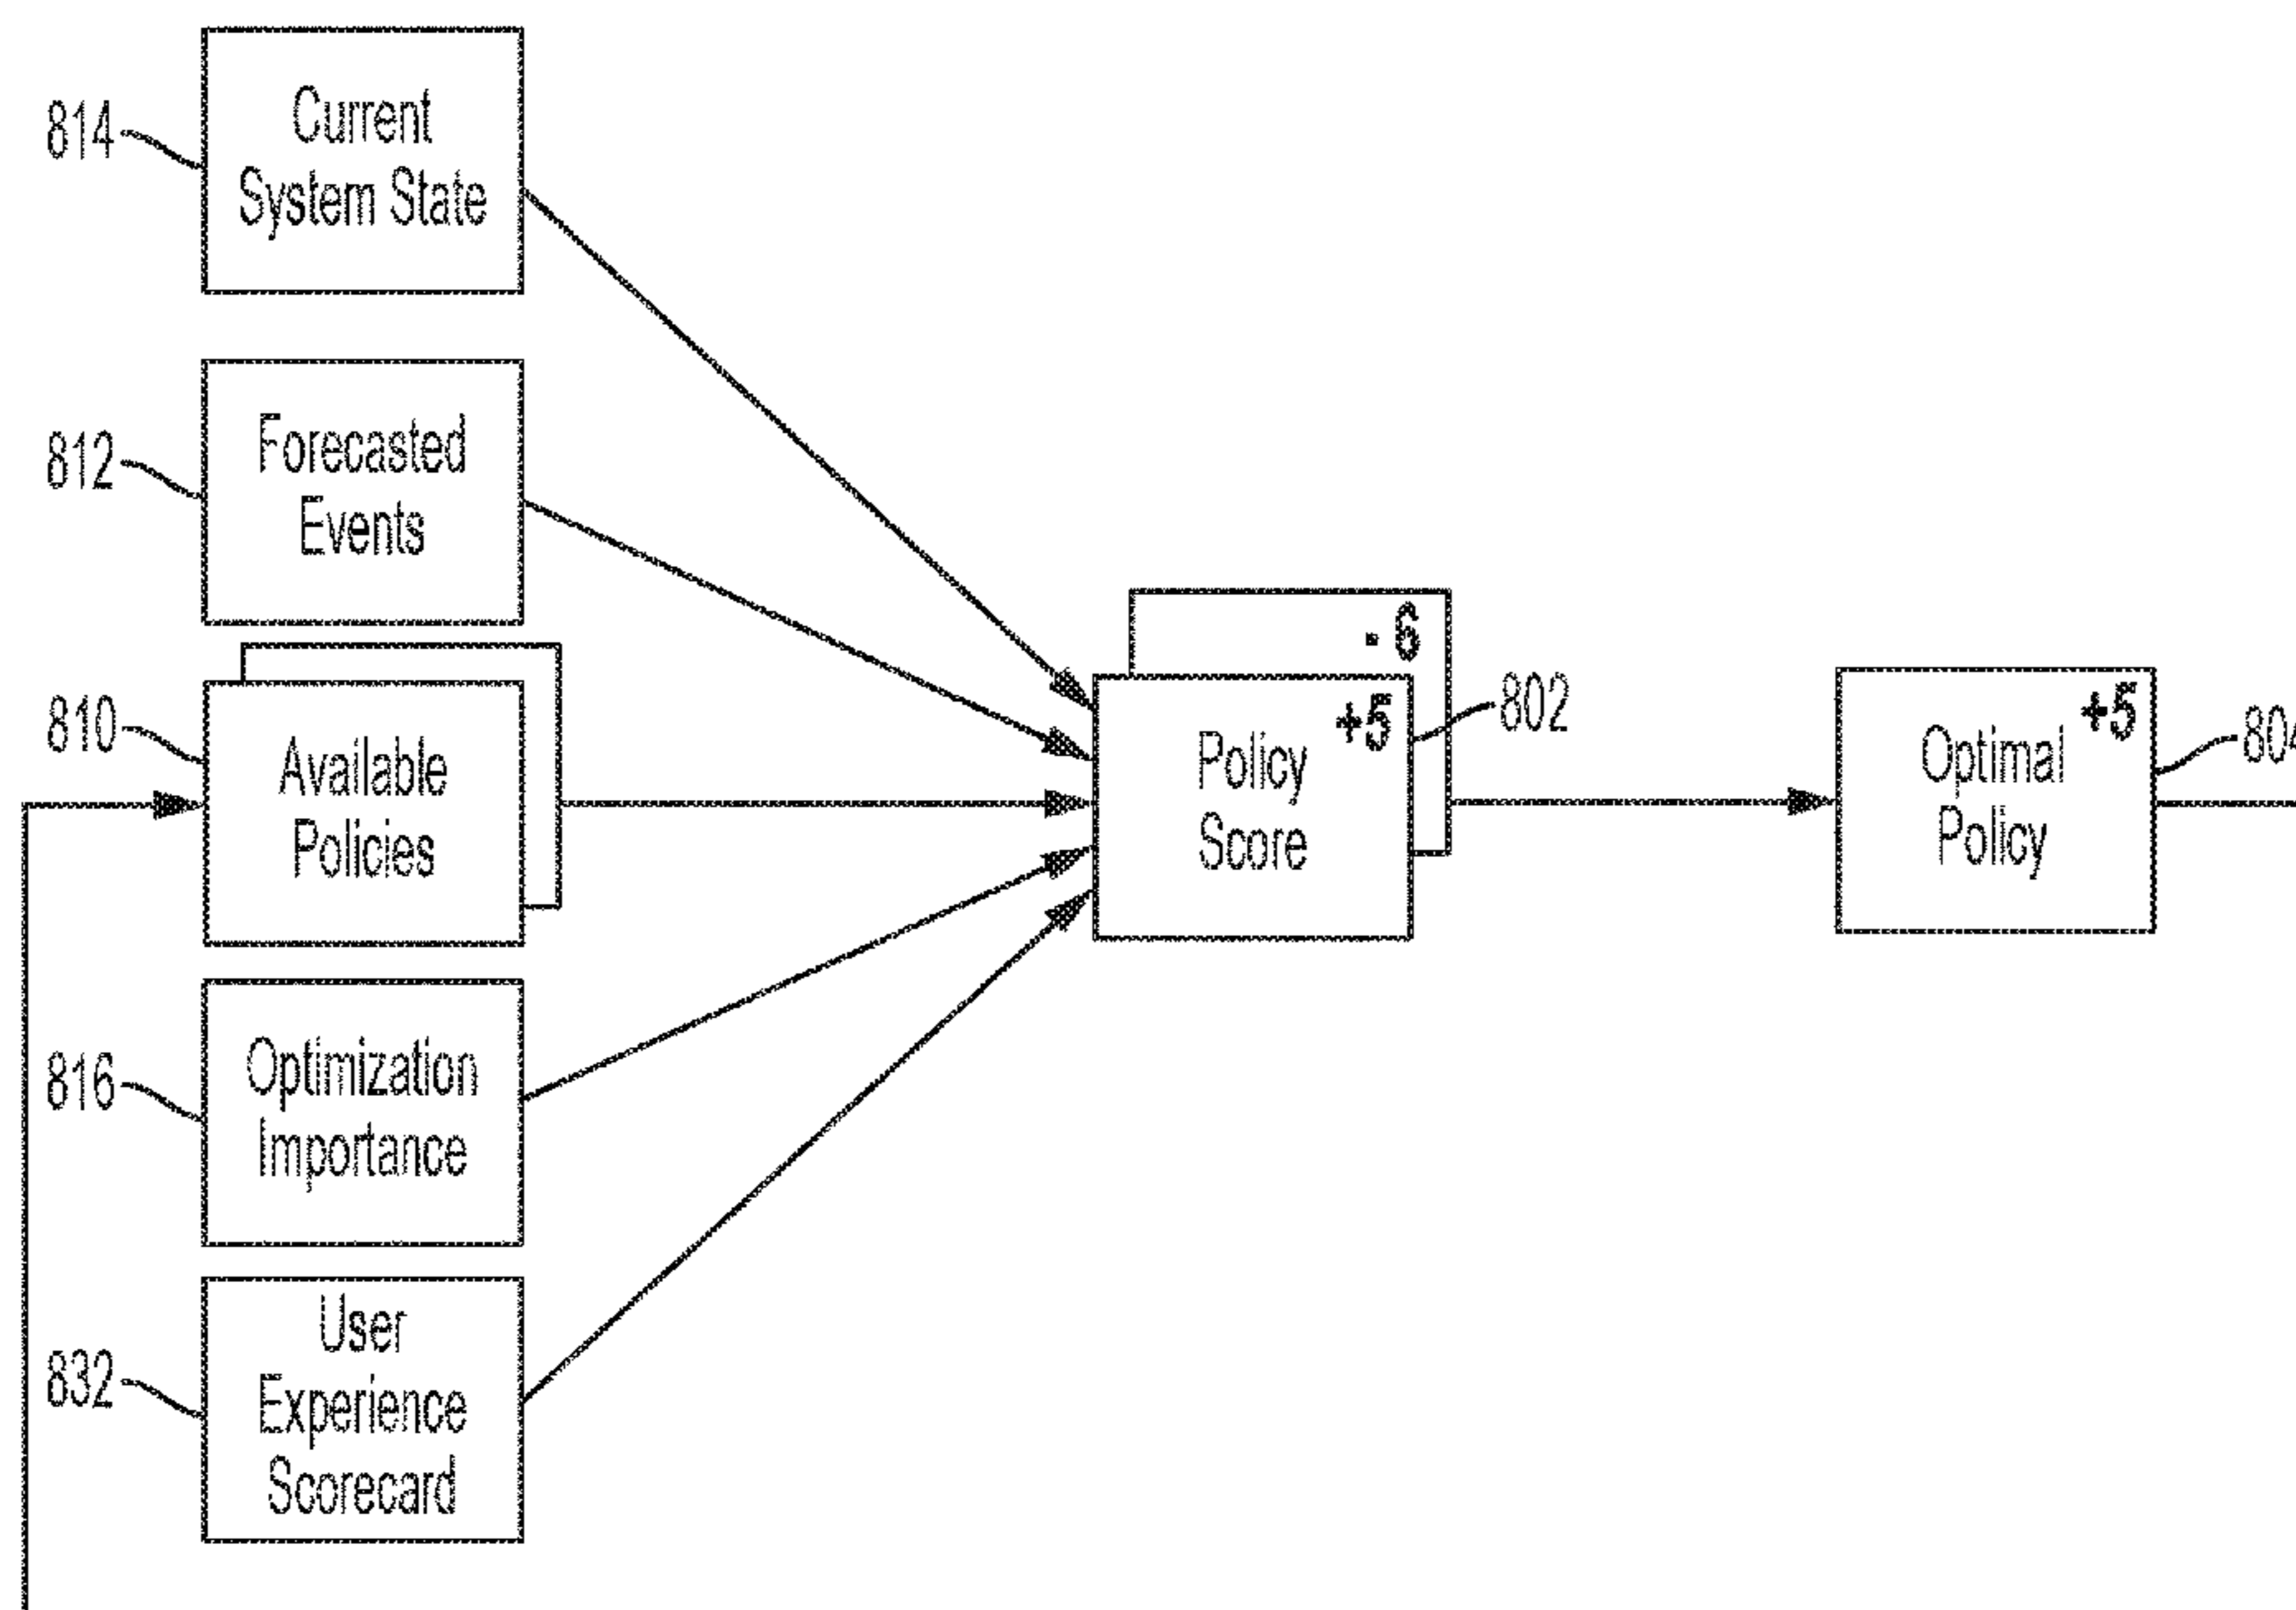 814
Current
System State
812
Forecasted
Events
810
Available
Policies
816
Optimization
Importance
832
User
Experience
Scorecard
- 6
+5
Policy
Score
802
+5
Optimal
Policy